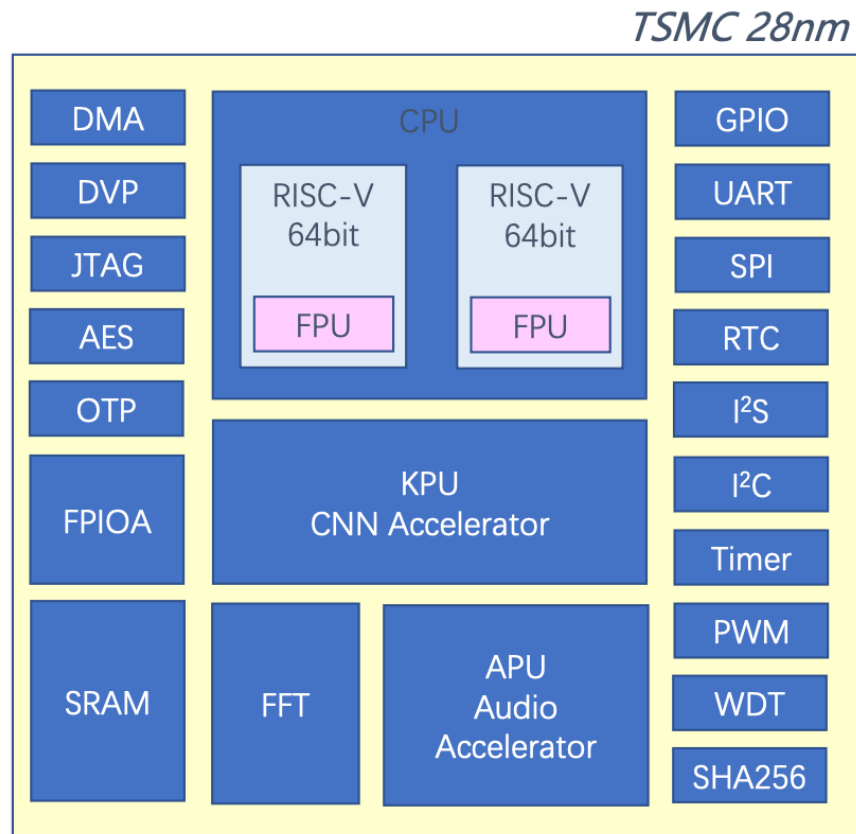 TSMC 28nm
DMA
DVP
JTAG
AES
OTP
FPIOA
SRAM
CPU
RISC-V
64bit
FPU
RISC-V
64bit
FPU
KPU
CNN Accelerator
FFT
APU
Audio
Accelerator
GPIO
UART
SPI
RTC
I²S
I²C
Timer
PWM
WDT
SHA256